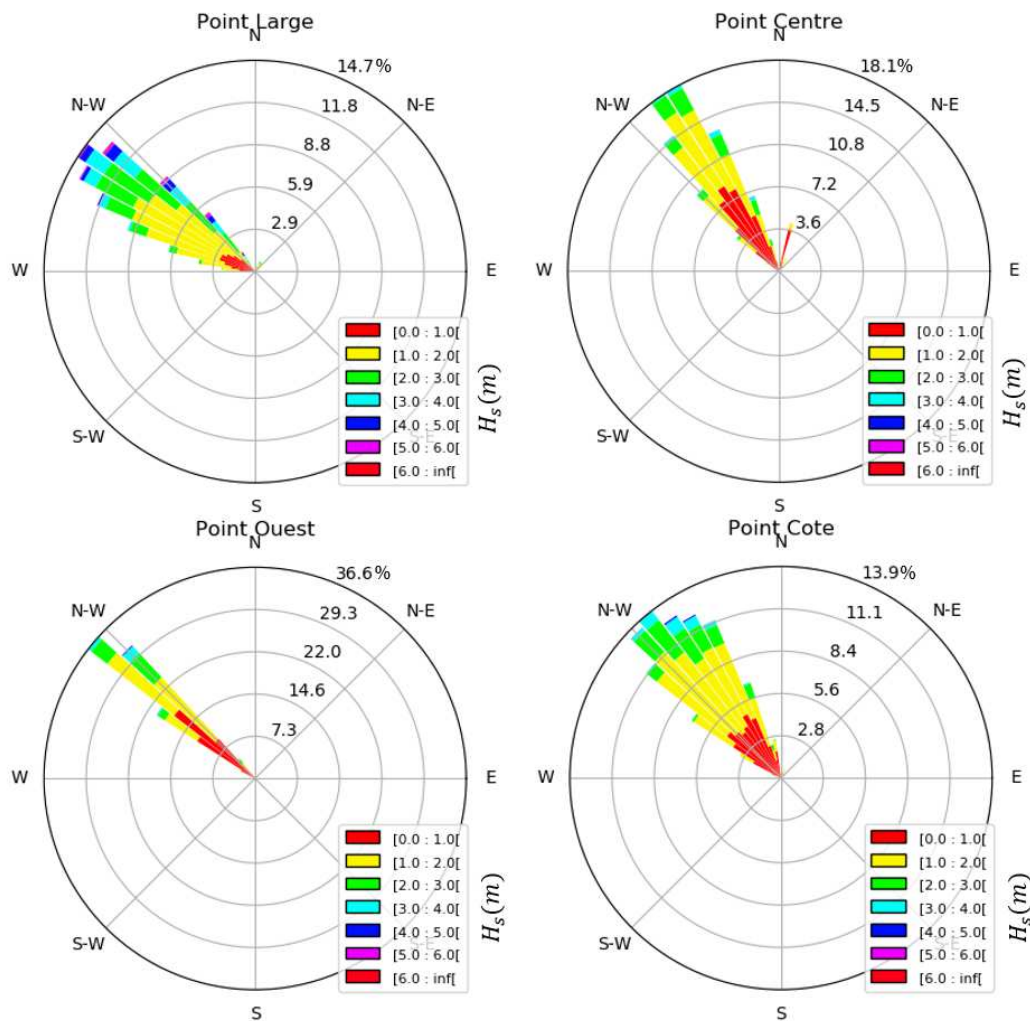 Point Large
N
14.7%
N-W
N-E
11.8
8.8
5.9
2.9
W
E
[0.0 : 1.0[
[1.0 : 2.0[
[2.0 : 3.0[
[3.0 : 4.0[
[4.0 : 5.0[
[5.0 : 6.0[
[6.0 : inf[
H_s(m)
S-W
S-E
S
Point Centre
N
18.1%
N-W
N-E
14.5
10.8
7.2
3.6
W
E
[0.0 : 1.0[
[1.0 : 2.0[
[2.0 : 3.0[
[3.0 : 4.0[
[4.0 : 5.0[
[5.0 : 6.0[
[6.0 : inf[
H_s(m)
S-W
S-E
S
Point Ouest
N
36.6%
N-W
N-E
29.3
22.0
14.6
7.3
W
E
[0.0 : 1.0[
[1.0 : 2.0[
[2.0 : 3.0[
[3.0 : 4.0[
[4.0 : 5.0[
[5.0 : 6.0[
[6.0 : inf[
H_s(m)
S-W
S-E
S
Point Cote
N
13.9%
N-W
N-E
11.1
8.4
5.6
2.8
W
E
[0.0 : 1.0[
[1.0 : 2.0[
[2.0 : 3.0[
[3.0 : 4.0[
[4.0 : 5.0[
[5.0 : 6.0[
[6.0 : inf[
H_s(m)
S-W
S-E
S